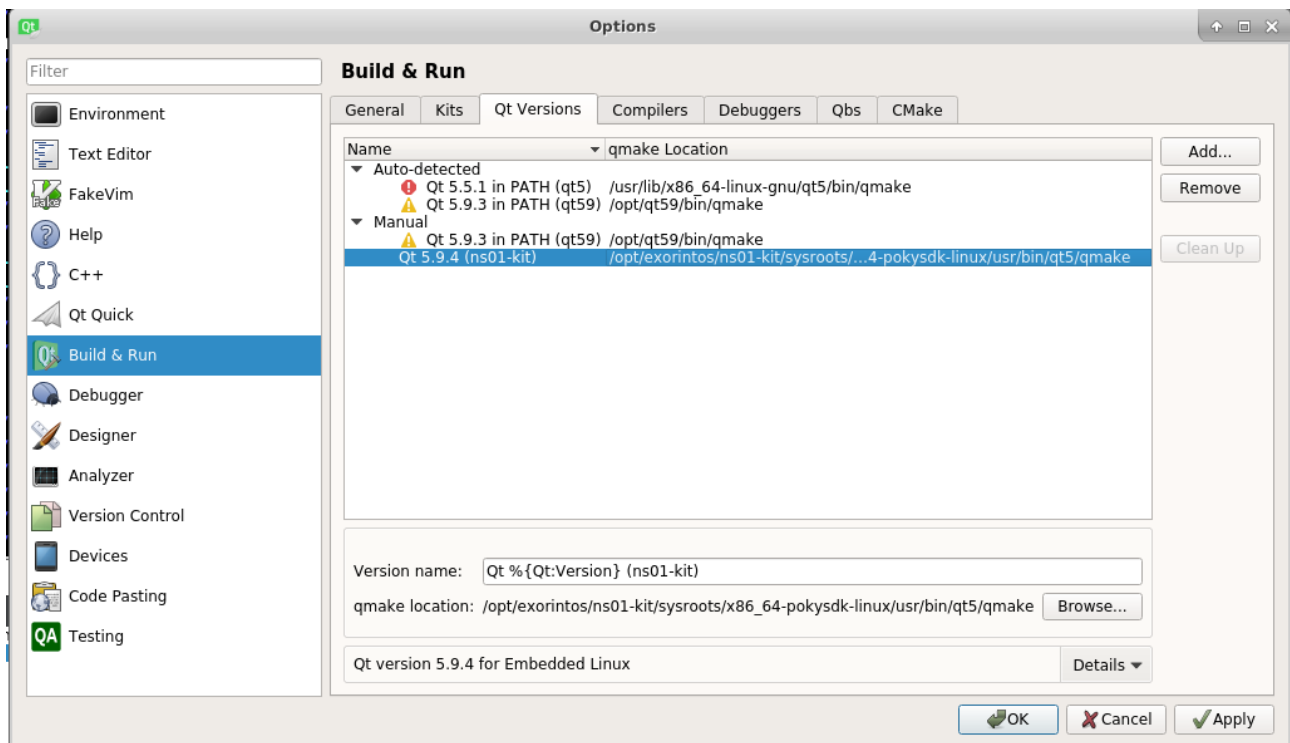 Options
Filter
Build & Run
Environment
Text Editor
FakeVim
Help
C++
Qt Quick
Build & Run
Debugger
Designer
Analyzer
Version Control
Devices
Code Pasting
Testing
General Kits Qt Versions Compilers Debuggers Qbs CMake
Name qmake Location
Auto-detected
Qt 5.5.1 in PATH (qt5) /usr/lib/x86_64-linux-gnu/qt5/bin/qmake
Qt 5.9.3 in PATH (qt59) /opt/qt59/bin/qmake
Manual
Qt 5.9.3 in PATH (qt59) /opt/qt59/bin/qmake
Qt 5.9.4 (ns01-kit) /opt/exorintos/ns01-kit/sysroots/...4-pokysdk-linux/usr/bin/qt5/qmake
Add...
Remove
Clean Up
Version name: Qt %{Qt:Version} (ns01-kit)
qmake location: /opt/exorintos/ns01-kit/sysroots/x86_64-pokysdk-linux/usr/bin/qt5/qmake Browse...
Qt version 5.9.4 for Embedded Linux Details
OK Cancel Apply